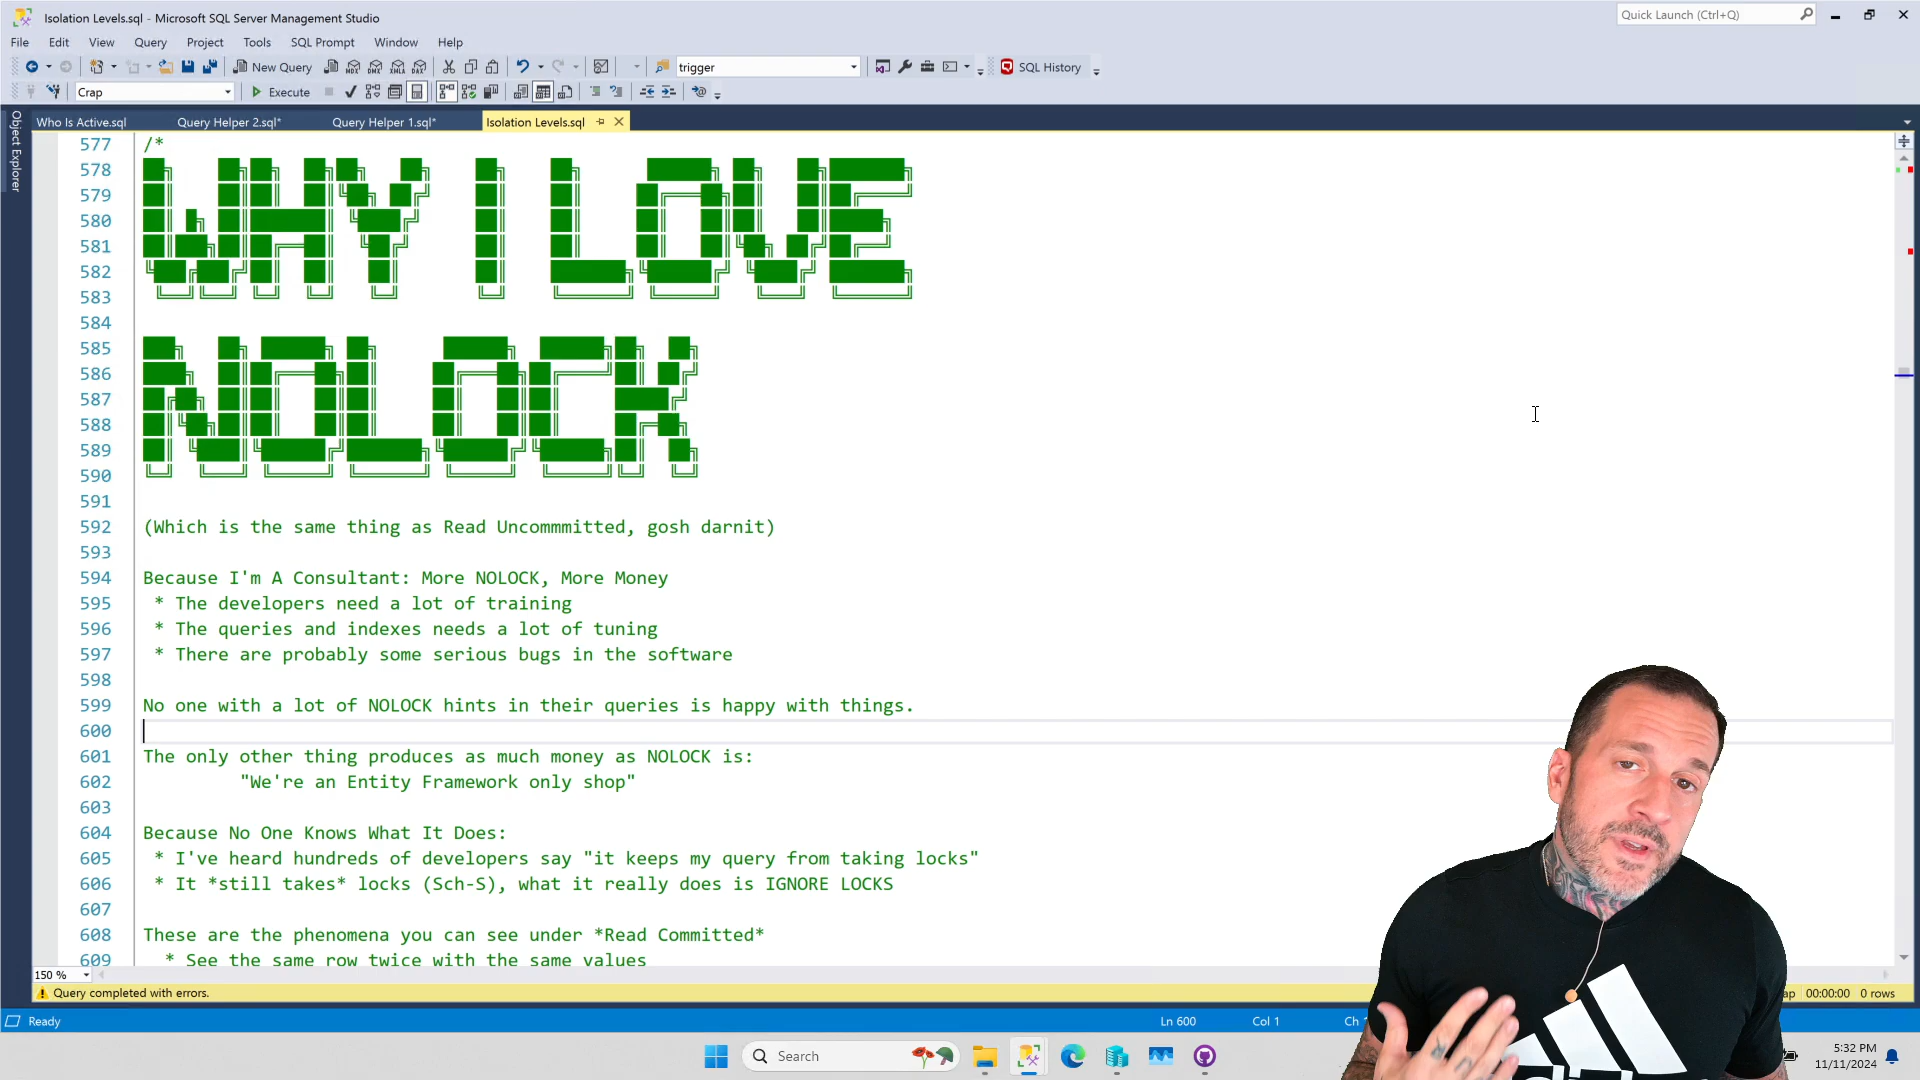 Isolation Levels.sql - Microsoft SQL Server Management Studio
Quick Launch (Ctrl+Q)
File Edit View Query Project Tools SQL Prompt Window Help
New Query
MDX DMX XMLA DAX
trigger
SQL History
Crap
Execute
Object Explorer
Who Is Active.sql
Query Helper 2.sql*
Query Helper 1.sql*
Isolation Levels.sql
577 /*
578
579
580
581
582
583
WHY I LOVE
584
585
586
587
588
589
590
NOLOCK
591
592 (Which is the same thing as Read Uncommmitted, gosh darnit)
593
594 Because I'm A Consultant: More NOLOCK, More Money
595 * The developers need a lot of training
596 * The queries and indexes needs a lot of tuning
597 * There are probably some serious bugs in the software
598
599 No one with a lot of NOLOCK hints in their queries is happy with things.
600
601 The only other thing produces as much money as NOLOCK is:
602 "We're an Entity Framework only shop"
603
604 Because No One Knows What It Does:
605 * I've heard hundreds of developers say "it keeps my query from taking locks"
606 * It *still takes* locks (Sch-S), what it really does is IGNORE LOCKS
607
608 These are the phenomena you can see under *Read Committed*
609 * See the same row twice with the same values
150 %
Query completed with errors.
00:00:00 0 rows
Ready
Ln 600 Col 1 Ch
Search
5:32 PM
11/11/2024